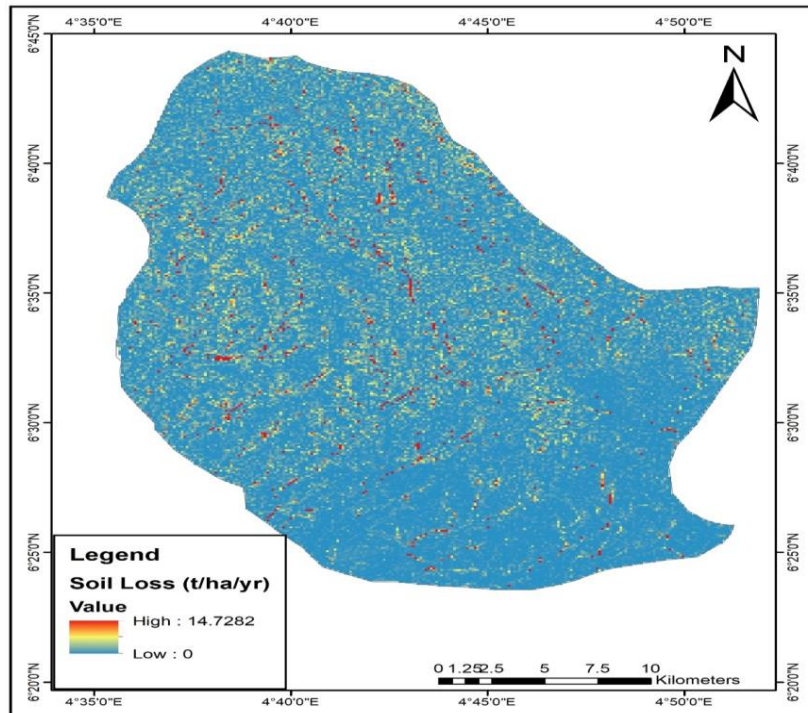 4°35'0"E 4°40'0"E 4°45'0"E 4°50'0"E
6°45'0"N 6°45'0"N
N
6°40'0"N 6°40'0"N
6°35'0"N 6°35'0"N
6°30'0"N 6°30'0"N
6°25'0"N 6°25'0"N
Legend
Soil Loss (t/ha/yr)
Value
High : 14.7282
Low : 0
0 1.25 2.5 5 7.5 10
Kilometers
6°20'0"N 6°20'0"N
4°35'0"E 4°40'0"E 4°45'0"E 4°50'0"E